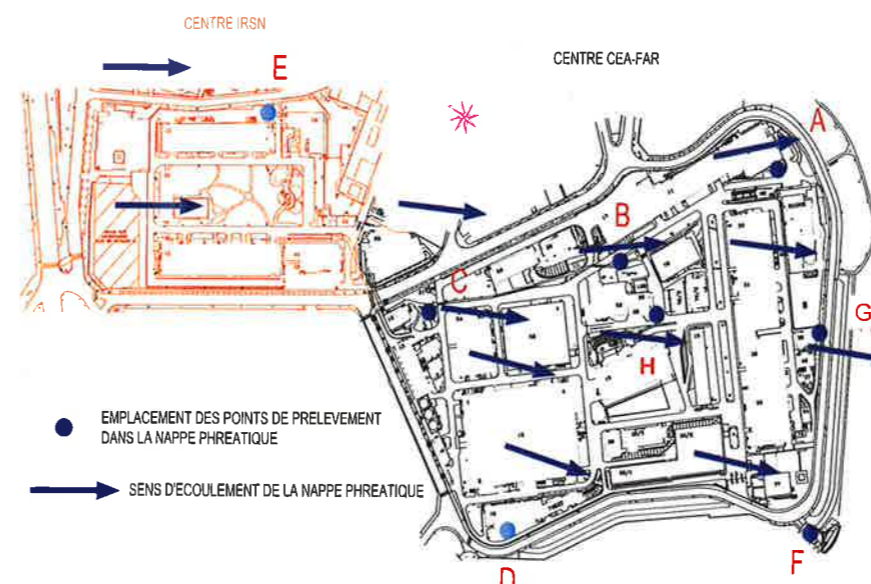 CENTRE IRSN
CENTRE CEA-FAR
E
A
B
C
G
H
EMPLACEMENT DES POINTS DE PRELEVEMENT
DANS LA NAPPE PHREATIQUE
SENS D'ECOULEMENT DE LA NAPPE PHREATIQUE
D
F